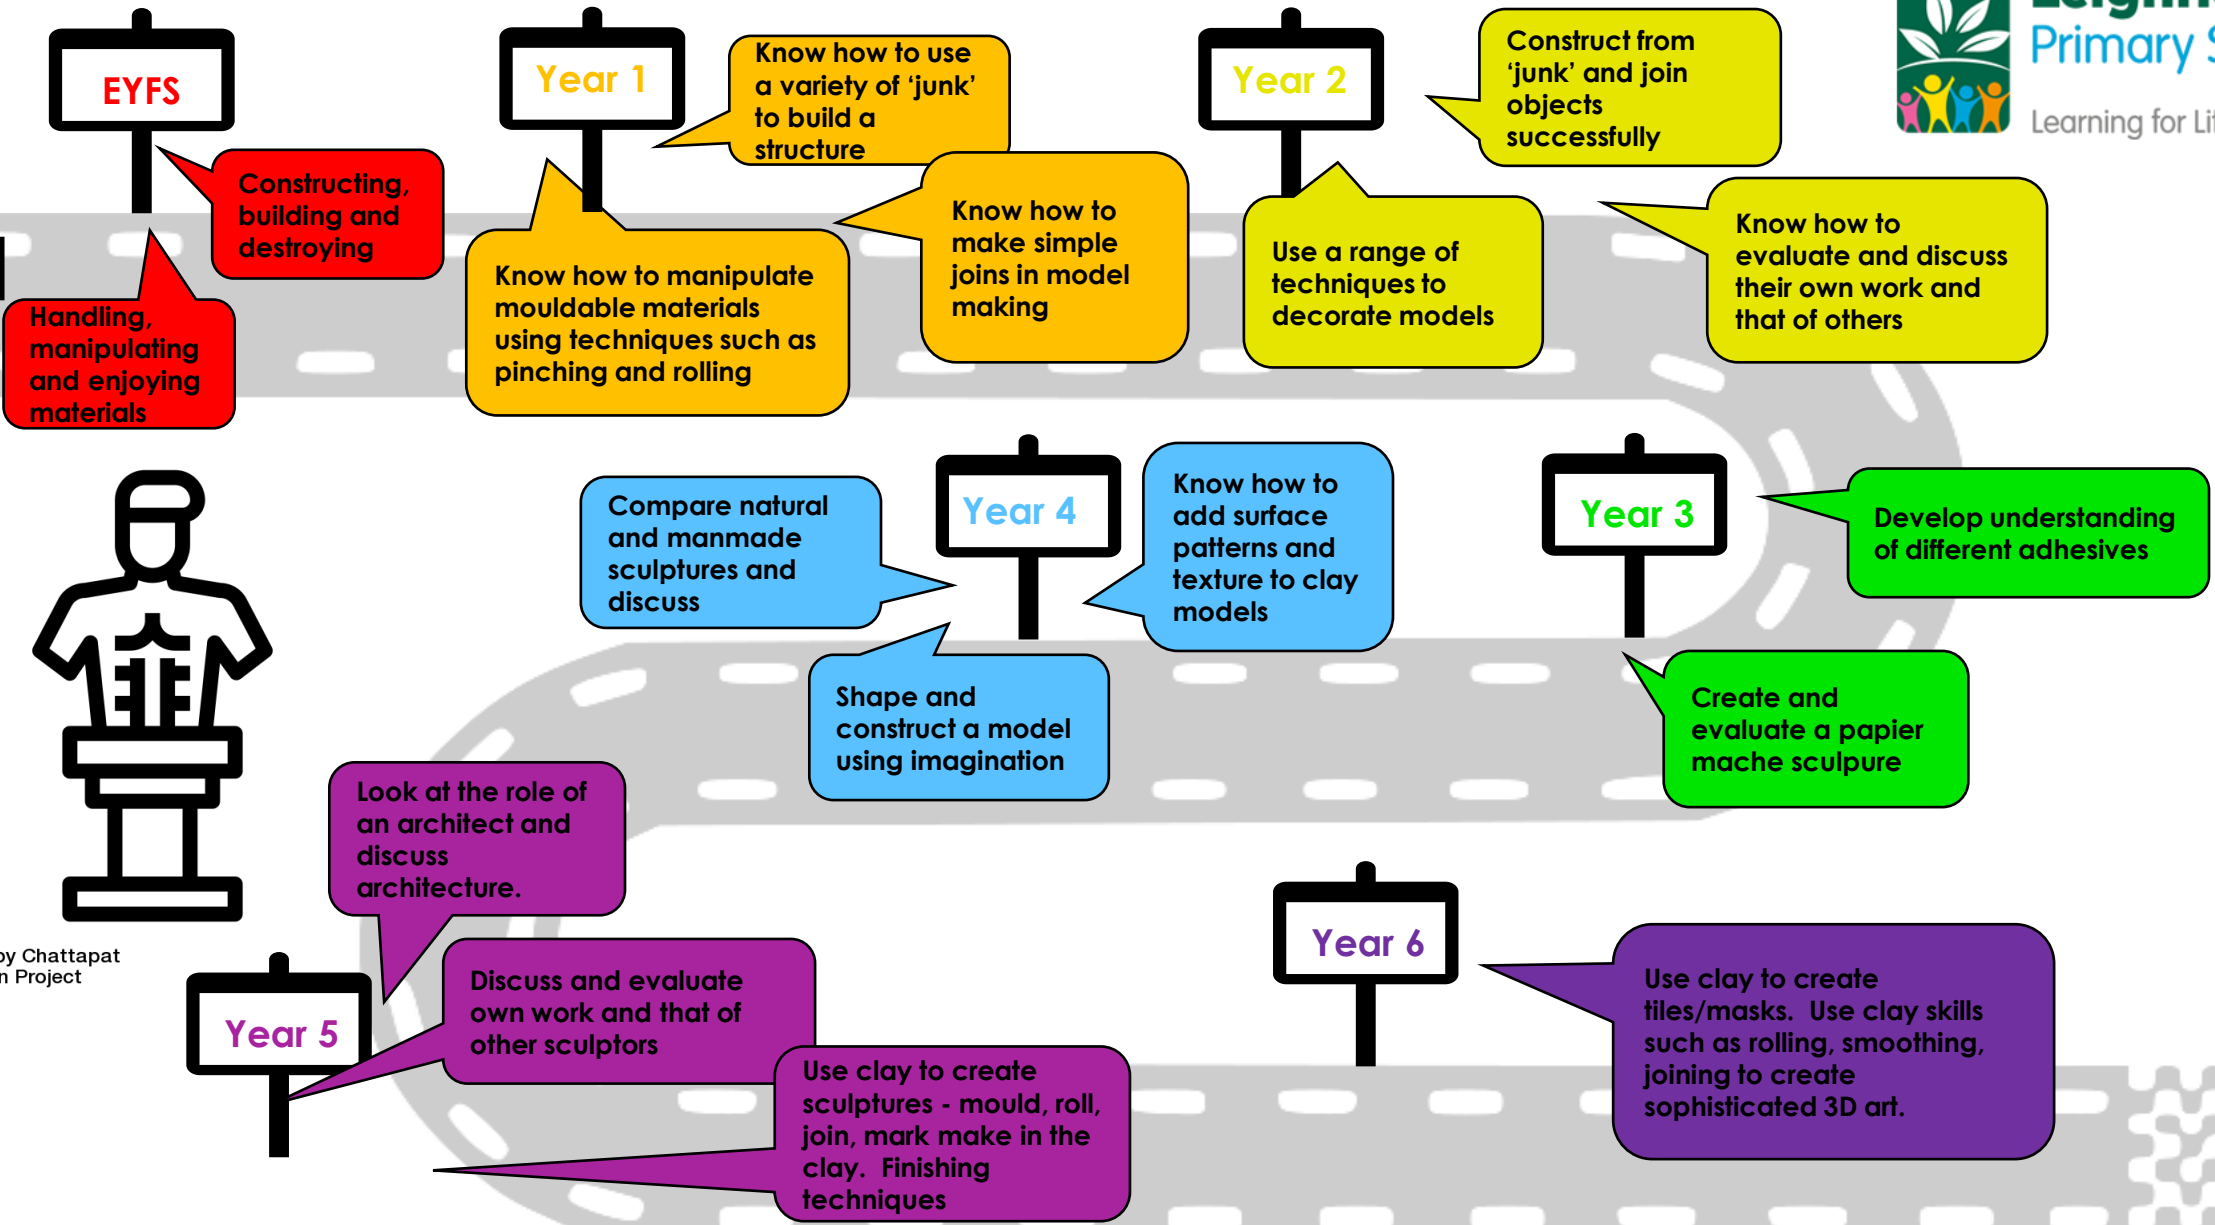 EYFS
Constructing,
building and
destroying
Handling,
manipulating
and enjoying
materials
Year 1
Know how to use
a variety of ‘junk’
to build a
structure
Know how to manipulate
mouldable materials
using techniques such as
pinching and rolling
Know how to
make simple
joins in model
making
Year 2
Construct from
‘junk’ and join
objects
successfully
Use a range of
techniques to
decorate models
Know how to
evaluate and discuss
their own work and
that of others
Primary
Learning for
Year 3
Develop understanding
of different adhesives
Create and
evaluate a papier
mache sculpure
Year 4
Compare natural
and manmade
sculptures and
discuss
Know how to
add surface
patterns and
texture to clay
models
Shape and
construct a model
using imagination
Look at the role of
an architect and
discuss
architecture.
by Chattapat
Project
Year 5
Discuss and evaluate
own work and that of
other sculptors
Use clay to create
sculptures - mould, roll,
join, mark make in the
clay.  Finishing
techniques
Year 6
Use clay to create
tiles/masks.  Use clay skills
such as rolling, smoothing,
joining to create
sophisticated 3D art.